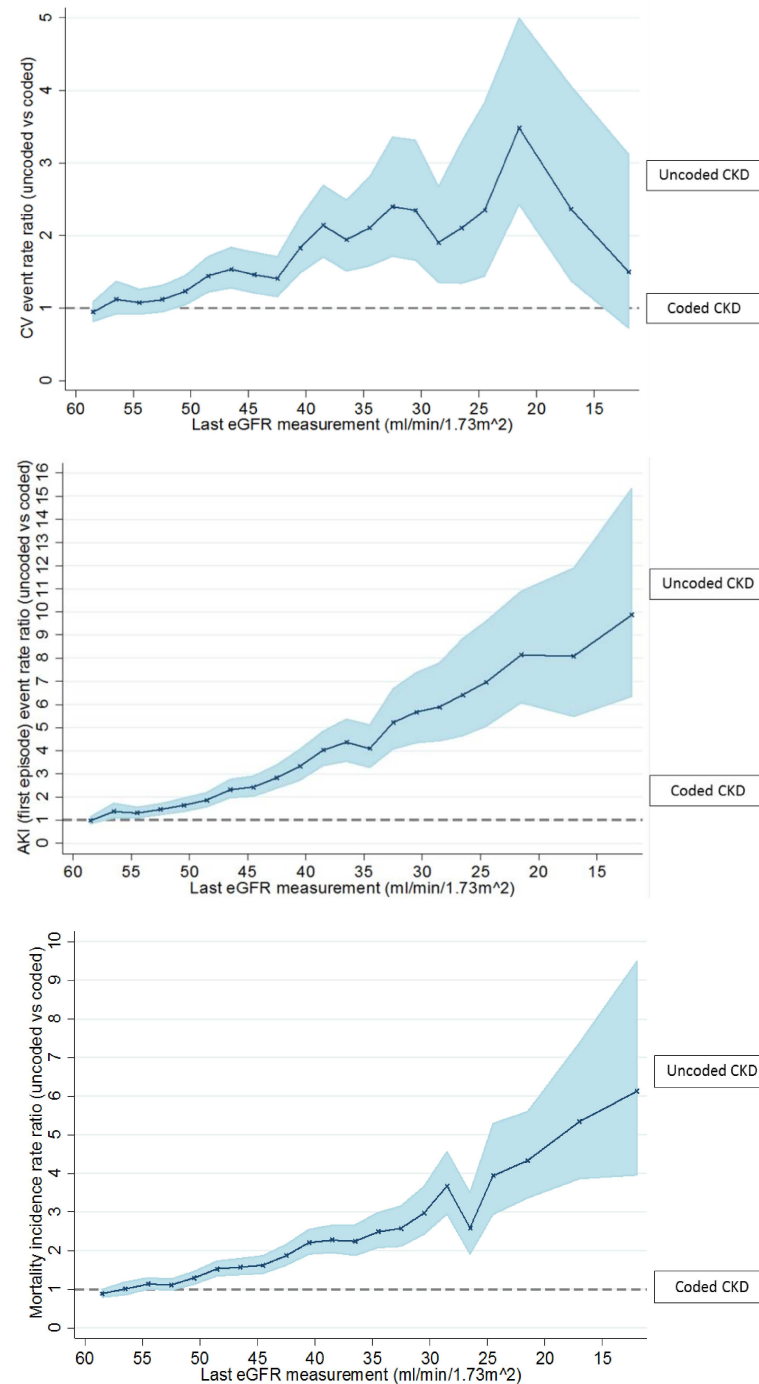 CV event rate ratio (uncoded vs coded)
5
4
3
2
1
0
60 55 50 45 40 35 30 25 20 15
Last eGFR measurement (ml/min/1.73m^2)
Uncoded CKD
Coded CKD
AKI (first episode) event rate ratio (uncoded vs coded)
16
15
14
13
12
11
10
9
8
7
6
5
4
3
2
1
0
60 55 50 45 40 35 30 25 20 15
Last eGFR measurement (ml/min/1.73m^2)
Uncoded CKD
Coded CKD
Mortality incidence rate ratio (uncoded vs coded)
10
9
8
7
6
5
4
3
2
1
0
60 55 50 45 40 35 30 25 20 15
Last eGFR measurement (ml/min/1.73m^2)
Uncoded CKD
Coded CKD